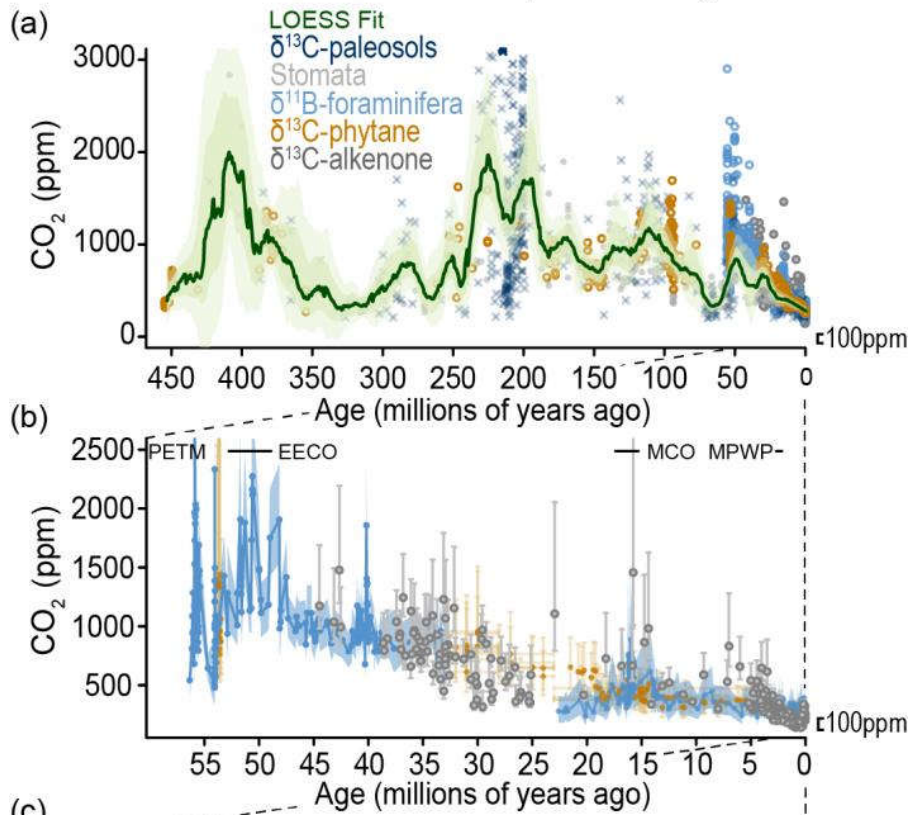 (a)
LOESS Fit
δ¹³C-paleosols
Stomata
δ¹¹B-foraminifera
δ¹³C-phytane
δ¹³C-alkenone
3000
2000
1000
0
CO₂ (ppm)
100ppm
450 400 350 300 250 200 150 100 50 0
Age (millions of years ago)
(b)
2500
2000
1500
1000
500
CO₂ (ppm)
PETM EECO MCO MPWP
100ppm
55 50 45 40 35 30 25 20 15 10 5 0
Age (millions of years ago)
(c)